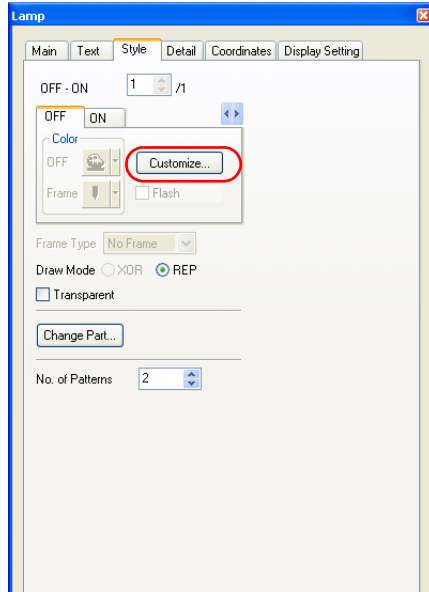 Lamp
Main Text Style Detail Coordinates Display Setting
OFF - ON 1 /1
OFF ON
Color
OFF Customize...
Frame Flash
Frame Type No Frame
Draw Mode XOR REP
Transparent
Change Part...
No. of Patterns 2